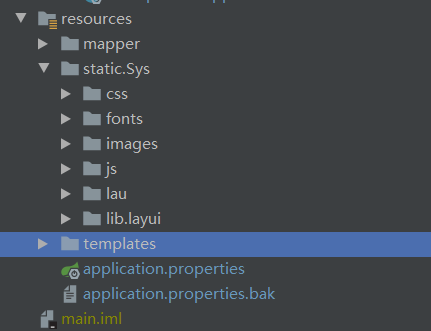 resources
mapper
static.Sys
css
fonts
images
js
lau
lib.layui
templates
application.properties
application.properties.bak
main.iml